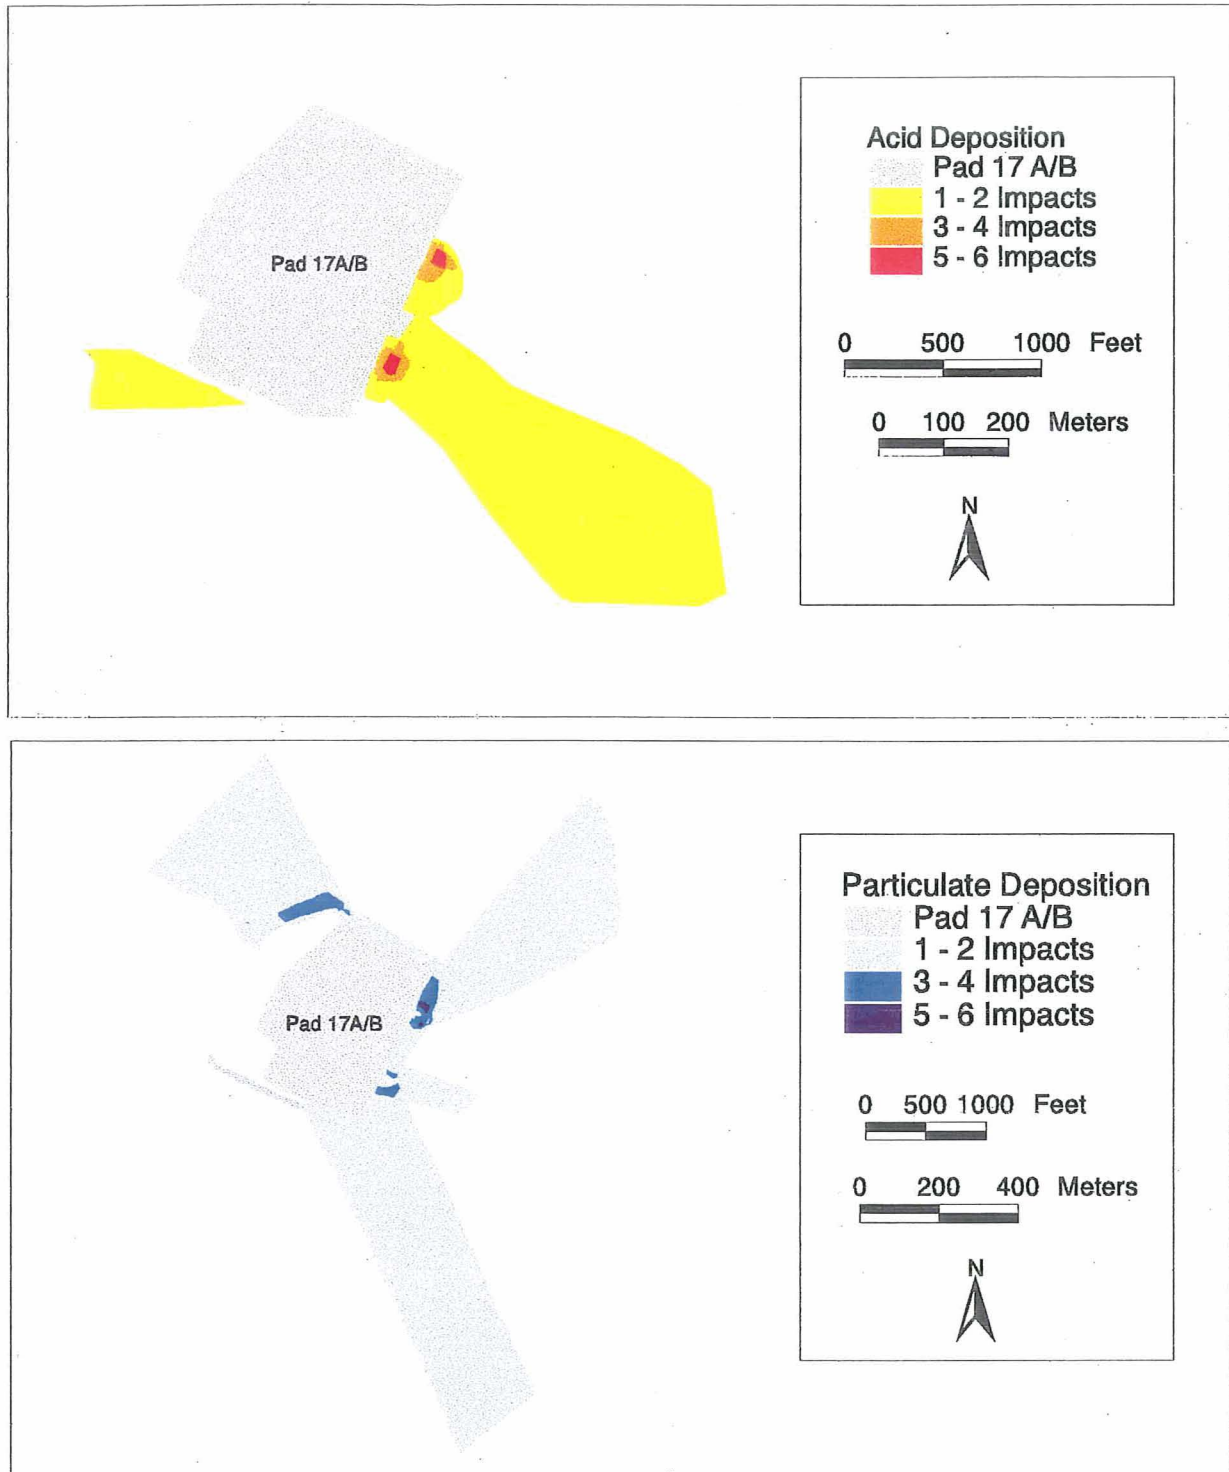 Pad 17A/B
Acid Deposition
Pad 17 A/B
1 - 2 Impacts
3 - 4 Impacts
5 - 6 Impacts
0 500 1000 Feet
0 100 200 Meters
N
Pad 17A/B
Particulate Deposition
Pad 17 A/B
1 - 2 Impacts
3 - 4 Impacts
5 - 6 Impacts
0 500 1000 Feet
0 200 400 Meters
N